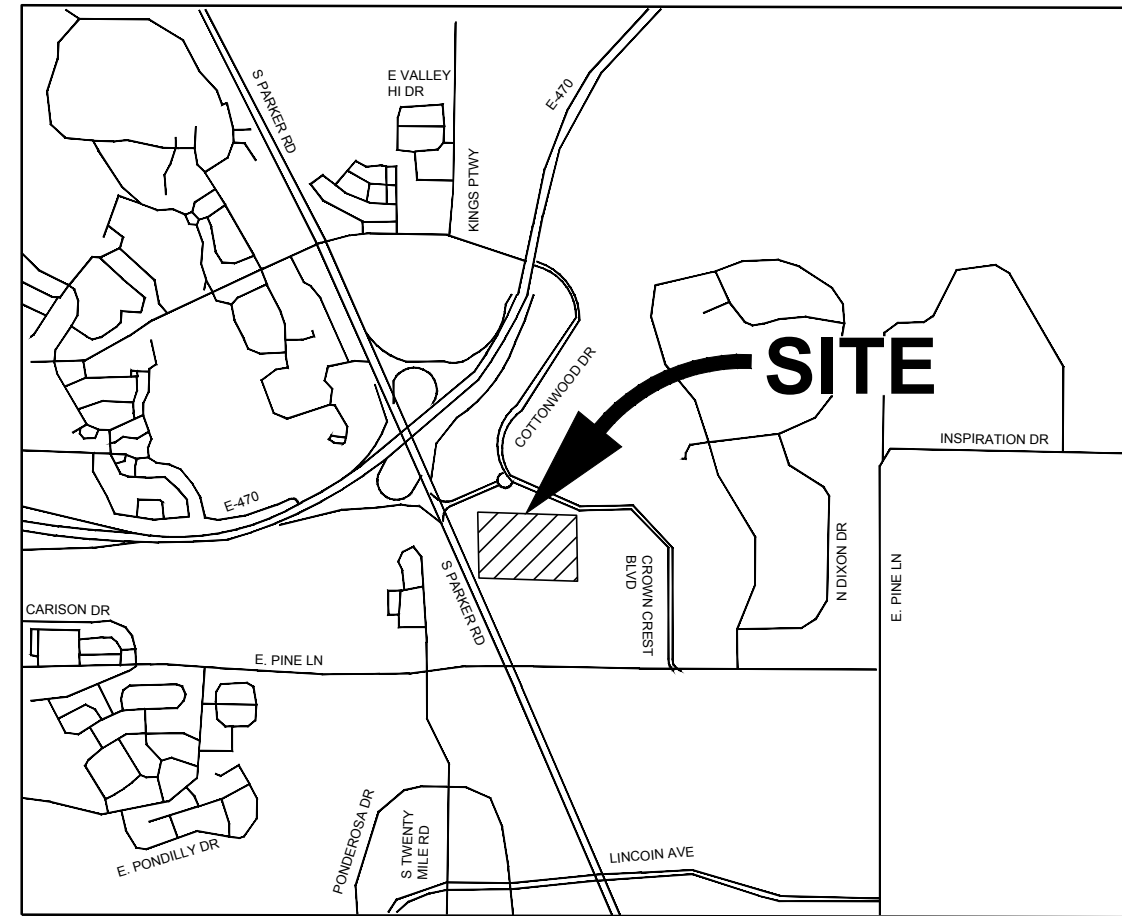 S PARKER RD
E VALLEY
HI DR
E-470
KINGS PTWY
COTTONWOOD DR
SITE
INSPIRATION DR
E-470
S PARKER RD
CROWN CREST
BLVD
N DIXON DR
E. PINE LN
CARISON DR
E. PINE LN
E. PONDILLY DR
PONDEROSA DR
S TWENTY
MILE RD
LINCOIN AVE